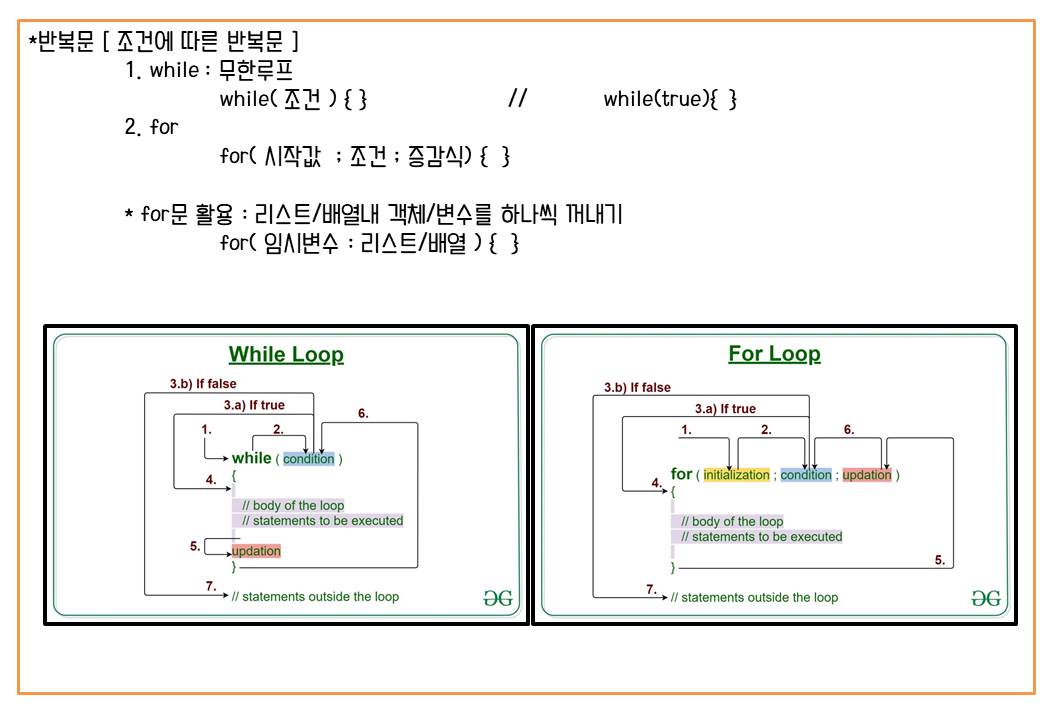 *반복문 [ 조건에 따른 반복문 ]
1. while : 무한루프
while( 조건 ) { } // while(true){ }
2. for
for( 시작값 ; 조건 ; 증감식) { }
* for문 활용 : 리스트/배열내 객체/변수를 하나씩 꺼내기
for( 임시변수 : 리스트/배열 ) { }
While Loop
3.b) If false
3.a) If true
6.
1. 2.
while ( condition )
4. {
// body of the loop
// statements to be executed
5. updation
}
7. // statements outside the loop
GG
For Loop
3.b) If false
3.a) If true
1. 2. 6.
for ( initialization ; condition ; updation )
4. {
// body of the loop
// statements to be executed
} 5.
7. // statements outside the loop
GG